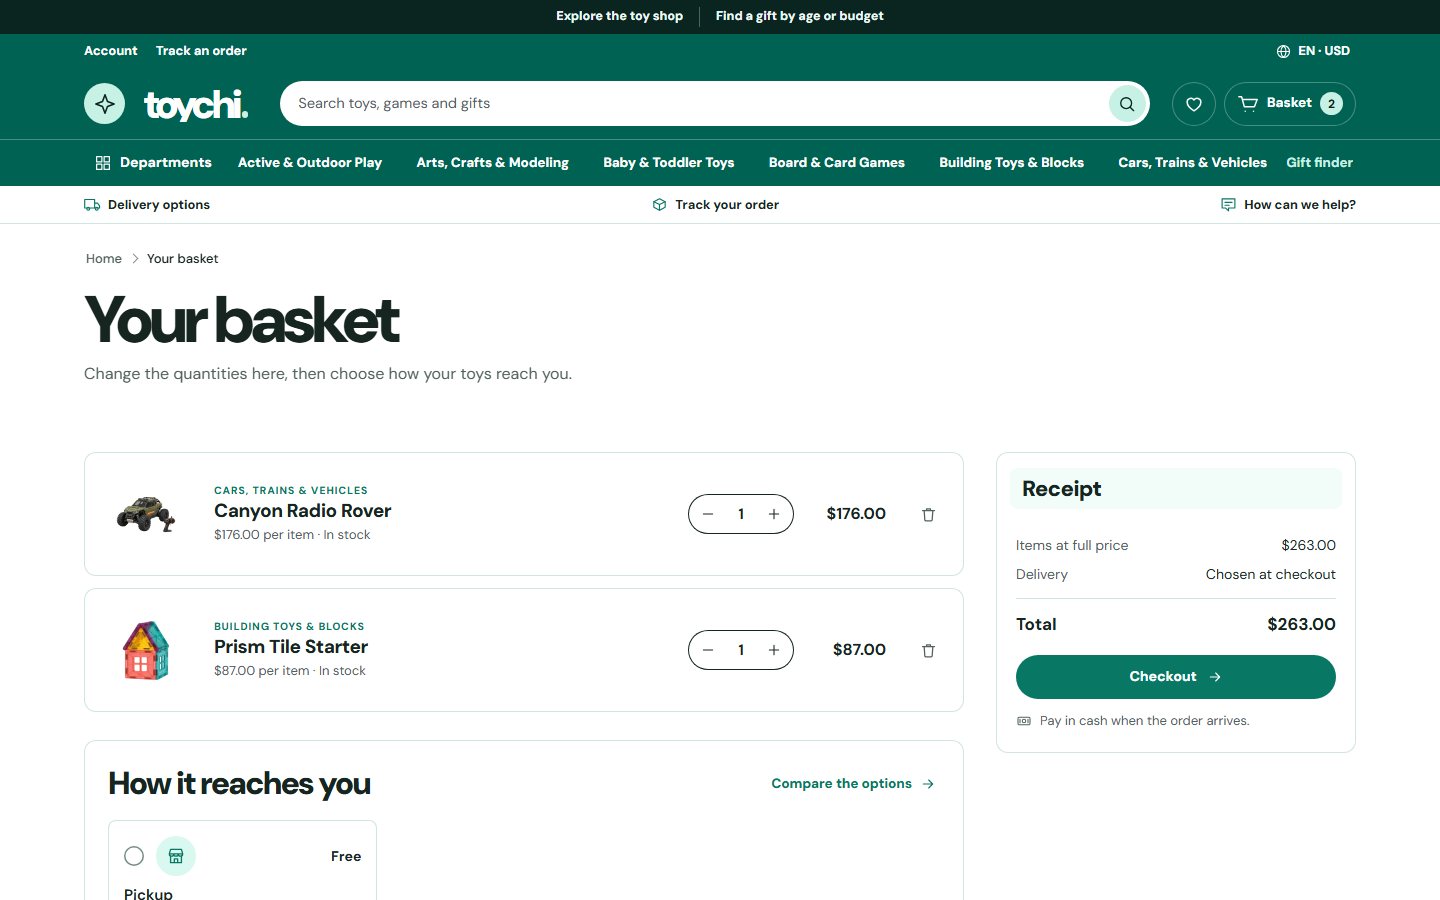 Explore the toy shop
Find a gift by age or budget
Account
Track an order
EN · USD
toychi.
Search toys, games and gifts
Basket 2
Departments
Active & Outdoor Play
Arts, Crafts & Modeling
Baby & Toddler Toys
Board & Card Games
Building Toys & Blocks
Cars, Trains & Vehicles
Gift finder
Delivery options
Track your order
How can we help?
Home
Your basket
Your basket
Change the quantities here, then choose how your toys reach you.
CARS, TRAINS & VEHICLES
Canyon Radio Rover
$176.00 per item · In stock
1
$176.00
BUILDING TOYS & BLOCKS
Prism Tile Starter
$87.00 per item · In stock
1
$87.00
How it reaches you
Compare the options
Free
Pickup
Receipt
Items at full price $263.00
Delivery Chosen at checkout
Total $263.00
Checkout
Pay in cash when the order arrives.